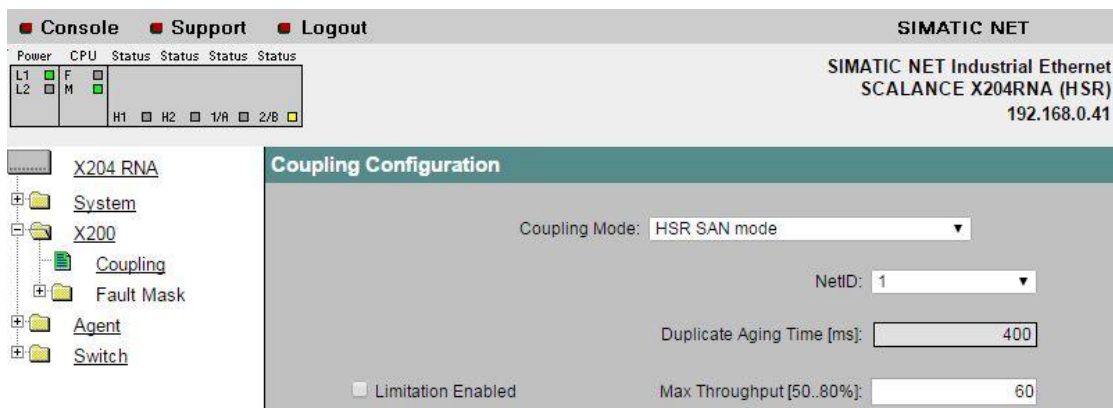 Console Support Logout SIMATIC NET
Power CPU Status Status Status Status
L1 F
L2 M
H1 H2 1/A 2/B
SIMATIC NET Industrial Ethernet
SCALANCE X204RNA (HSR)
192.168.0.41
X204 RNA
System
X200
Coupling
Fault Mask
Agent
Switch
Coupling Configuration
Coupling Mode: HSR SAN mode
NetID: 1
Duplicate Aging Time [ms]: 400
Limitation Enabled Max Throughput [50..80%]: 60